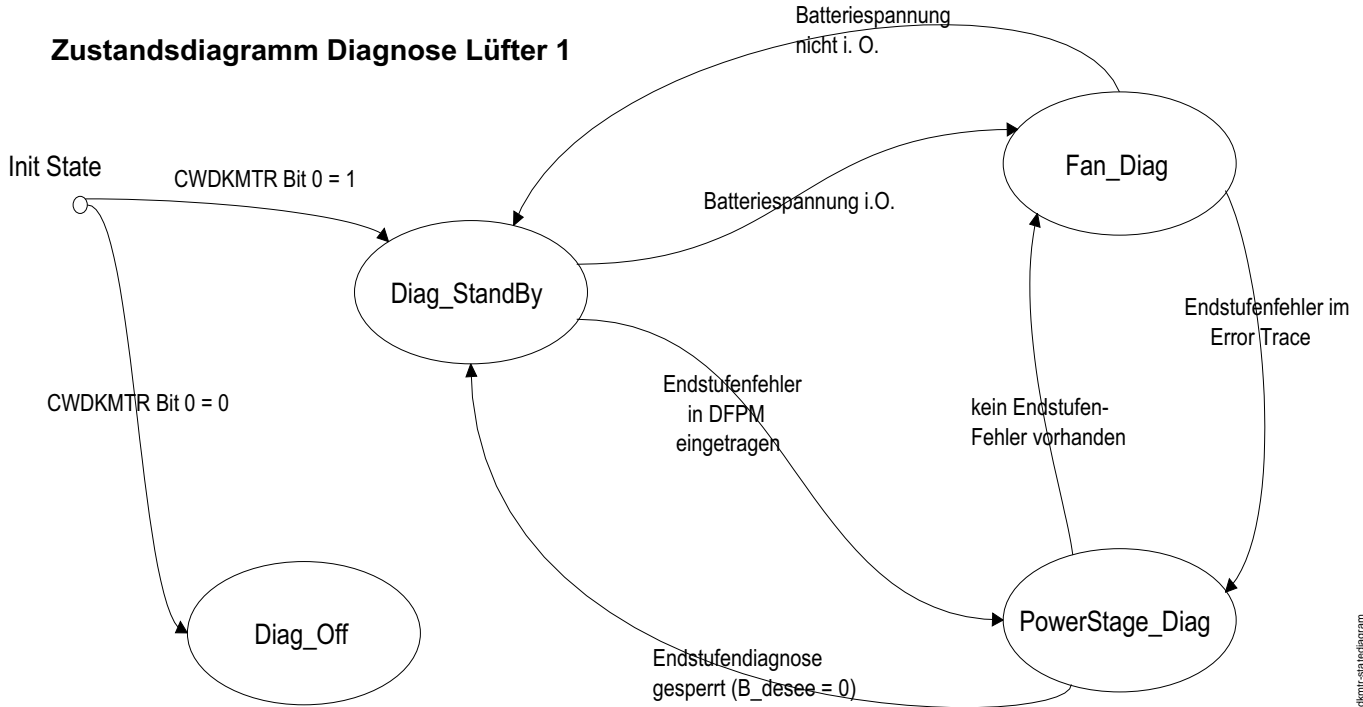 Zustandsdiagramm Diagnose Lüfter 1
Batteriespannung
nicht i. O.
Init State
CWDKMTR Bit 0 = 1
Fan_Diag
Batteriespannung i.O.
Diag_StandBy
Endstufenfehler im
Error Trace
CWDKMTR Bit 0 = 0
Endstufenfehler
in DFPM
eingetragen
kein Endstufen-
Fehler vorhanden
Diag_Off
PowerStage_Diag
Endstufendiagnose
gesperrt (B_desee = 0)
dkmtr-statediagram